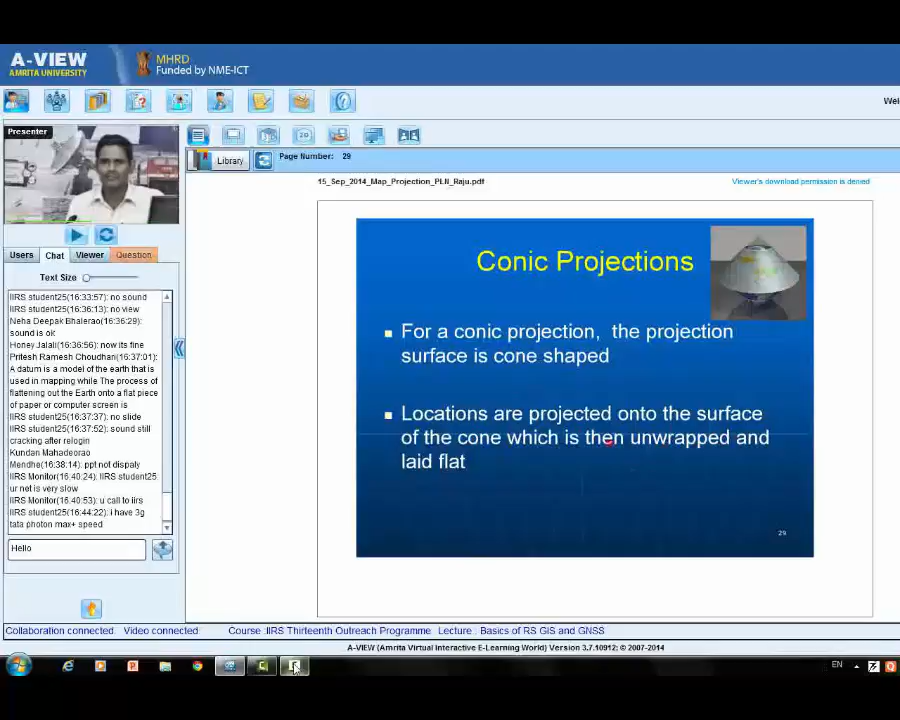 A-VIEW
AMRITA UNIVERSITY
MHRD
Funded by NME-ICT
Wel
Presenter
Library
Page Number: 29
15_Sep_2014_Map_Projection_PLN_Raju.pdf
Viewer's download permission is denied
Users Chat Viewer Question
Text Size
IIRS student25(16:33:57): no sound
IIRS student25(16:36:13): no view
Neha Deepak Bhalerao(16:36:29):
sound is ok
Honey Jalali(16:36:56): now its fine
Pritesh Ramesh Choudhari(16:37:01):
A datum is a model of the earth that is
used in mapping while The process of
flattening out the Earth onto a flat piece
of paper or computer screen is
IIRS student25(16:37:37): no slide
IIRS student25(16:37:52): sound still
cracking after relogin
Kundan Mahadeorao
Mendhe(16:38:14): ppt not dispaly
IIRS Monitor(16:40:24): IIRS student25
ur net is very slow
IIRS Monitor(16:40:53): u call to iirs
IIRS student25(16:44:22): i have 3g
tata photon max+ speed
Hello
Conic Projections
For a conic projection, the projection
surface is cone shaped
Locations are projected onto the surface
of the cone which is then unwrapped and
laid flat
29
Collaboration connected. Video connected. Course :IIRS Thirteenth Outreach Programme Lecture : Basics of RS GIS and GNSS
A-VIEW (Amrita Virtual Interactive E-Learning World) Version 3.7.10912; © 2007-2014
EN